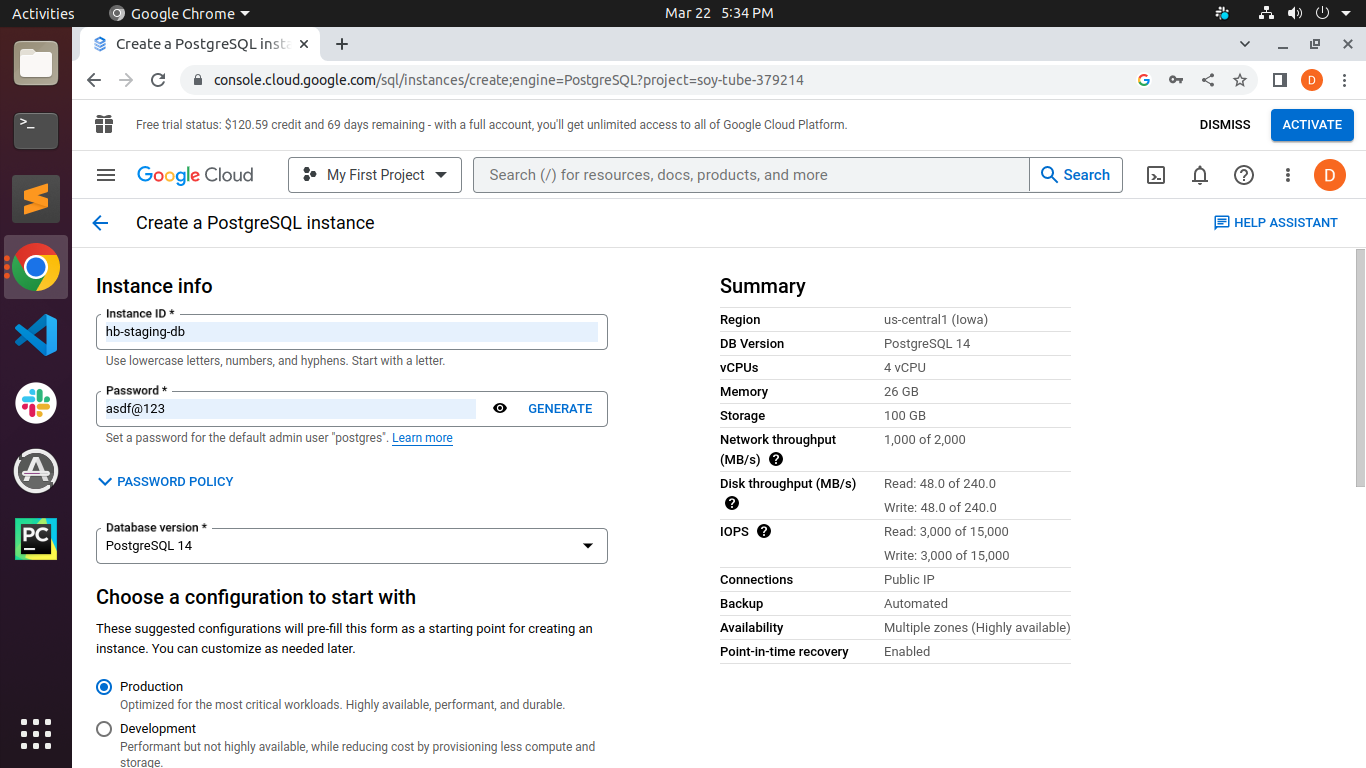 Activities
Google Chrome
Mar 22 5:34 PM
Create a PostgreSQL insta
console.cloud.google.com/sql/instances/create;engine=PostgreSQL?project=soy-tube-379214
D
Free trial status: $120.59 credit and 69 days remaining - with a full account, you'll get unlimited access to all of Google Cloud Platform.
DISMISS
ACTIVATE
Google Cloud
My First Project
Search (/) for resources, docs, products, and more
Search
D
Create a PostgreSQL instance
HELP ASSISTANT
Instance info
Instance ID *
hb-staging-db
Use lowercase letters, numbers, and hyphens. Start with a letter.
Password *
asdf@123
GENERATE
Set a password for the default admin user "postgres". Learn more
PASSWORD POLICY
Database version *
PostgreSQL 14
Choose a configuration to start with
These suggested configurations will pre-fill this form as a starting point for creating an
instance. You can customize as needed later.
Production
Optimized for the most critical workloads. Highly available, performant, and durable.
Development
Performant but not highly available, while reducing cost by provisioning less compute and
storage.
Summary
Region us-central1 (Iowa)
DB Version PostgreSQL 14
vCPUs 4 vCPU
Memory 26 GB
Storage 100 GB
Network throughput 1,000 of 2,000
(MB/s)
Disk throughput (MB/s) Read: 48.0 of 240.0
Write: 48.0 of 240.0
IOPS Read: 3,000 of 15,000
Write: 3,000 of 15,000
Connections Public IP
Backup Automated
Availability Multiple zones (Highly available)
Point-in-time recovery Enabled
PC